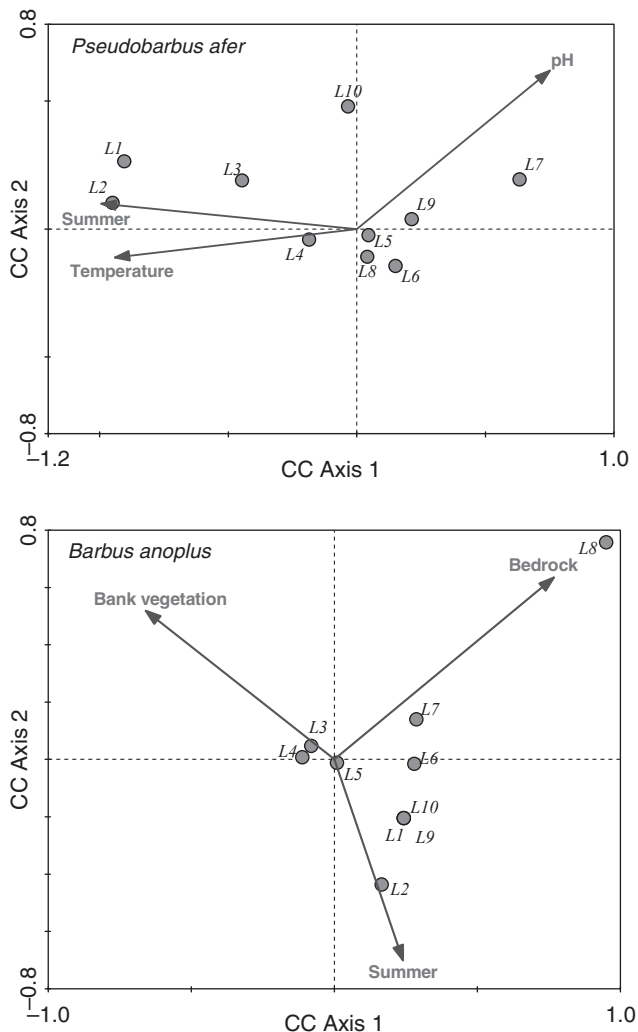 0.8
Pseudobarbus afer
pH
L10
L1
L3
L7
L2
L9
Summer
L5
L4
Temperature
L8
L6
CC Axis 2
−0.8
−1.2
1.0
CC Axis 1
0.8
Barbus anoplus
L8
Bedrock
Bank vegetation
L7
L3
L4
L6
L5
L10
L1
L9
L2
Summer
CC Axis 2
−0.8
−1.0
1.0
CC Axis 1